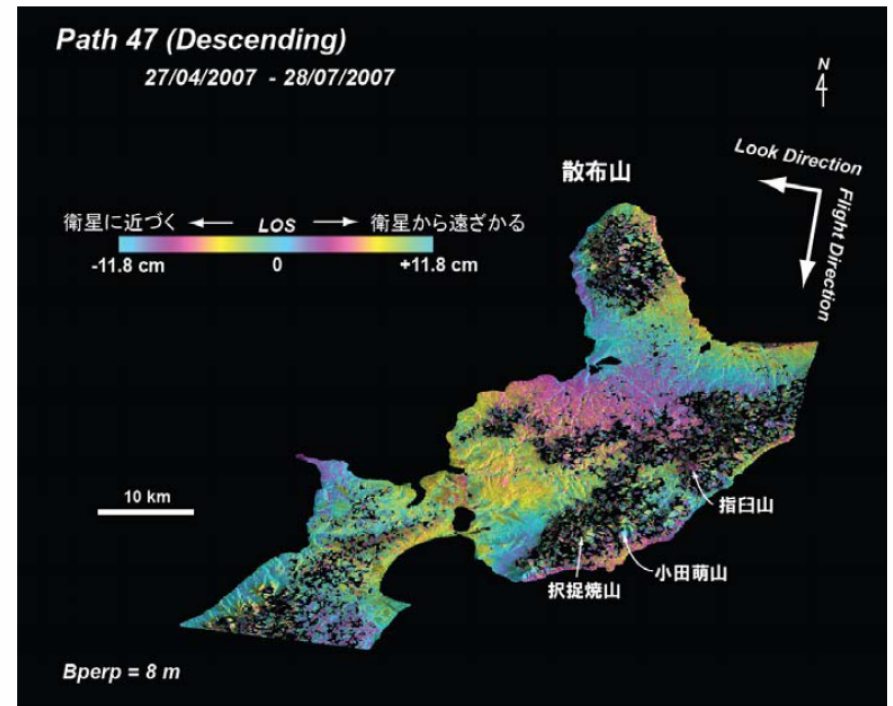 Path 47 (Descending)
27/04/2007 - 28/07/2007
N
Look Direction
Flight Direction
散布山
衛星に近づく ← LOS → 衛星から遠ざかる
-11.8 cm 0 +11.8 cm
10 km
指臼山
小田萌山
択捉焼山
Bperp = 8 m